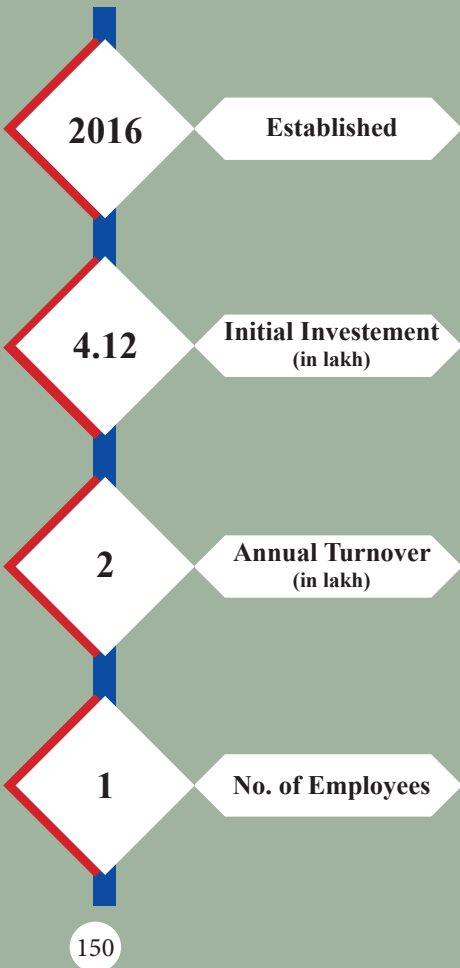 2016
Established
4.12
Initial Investement
(in lakh)
2
Annual Turnover
(in lakh)
1
No. of Employees
150